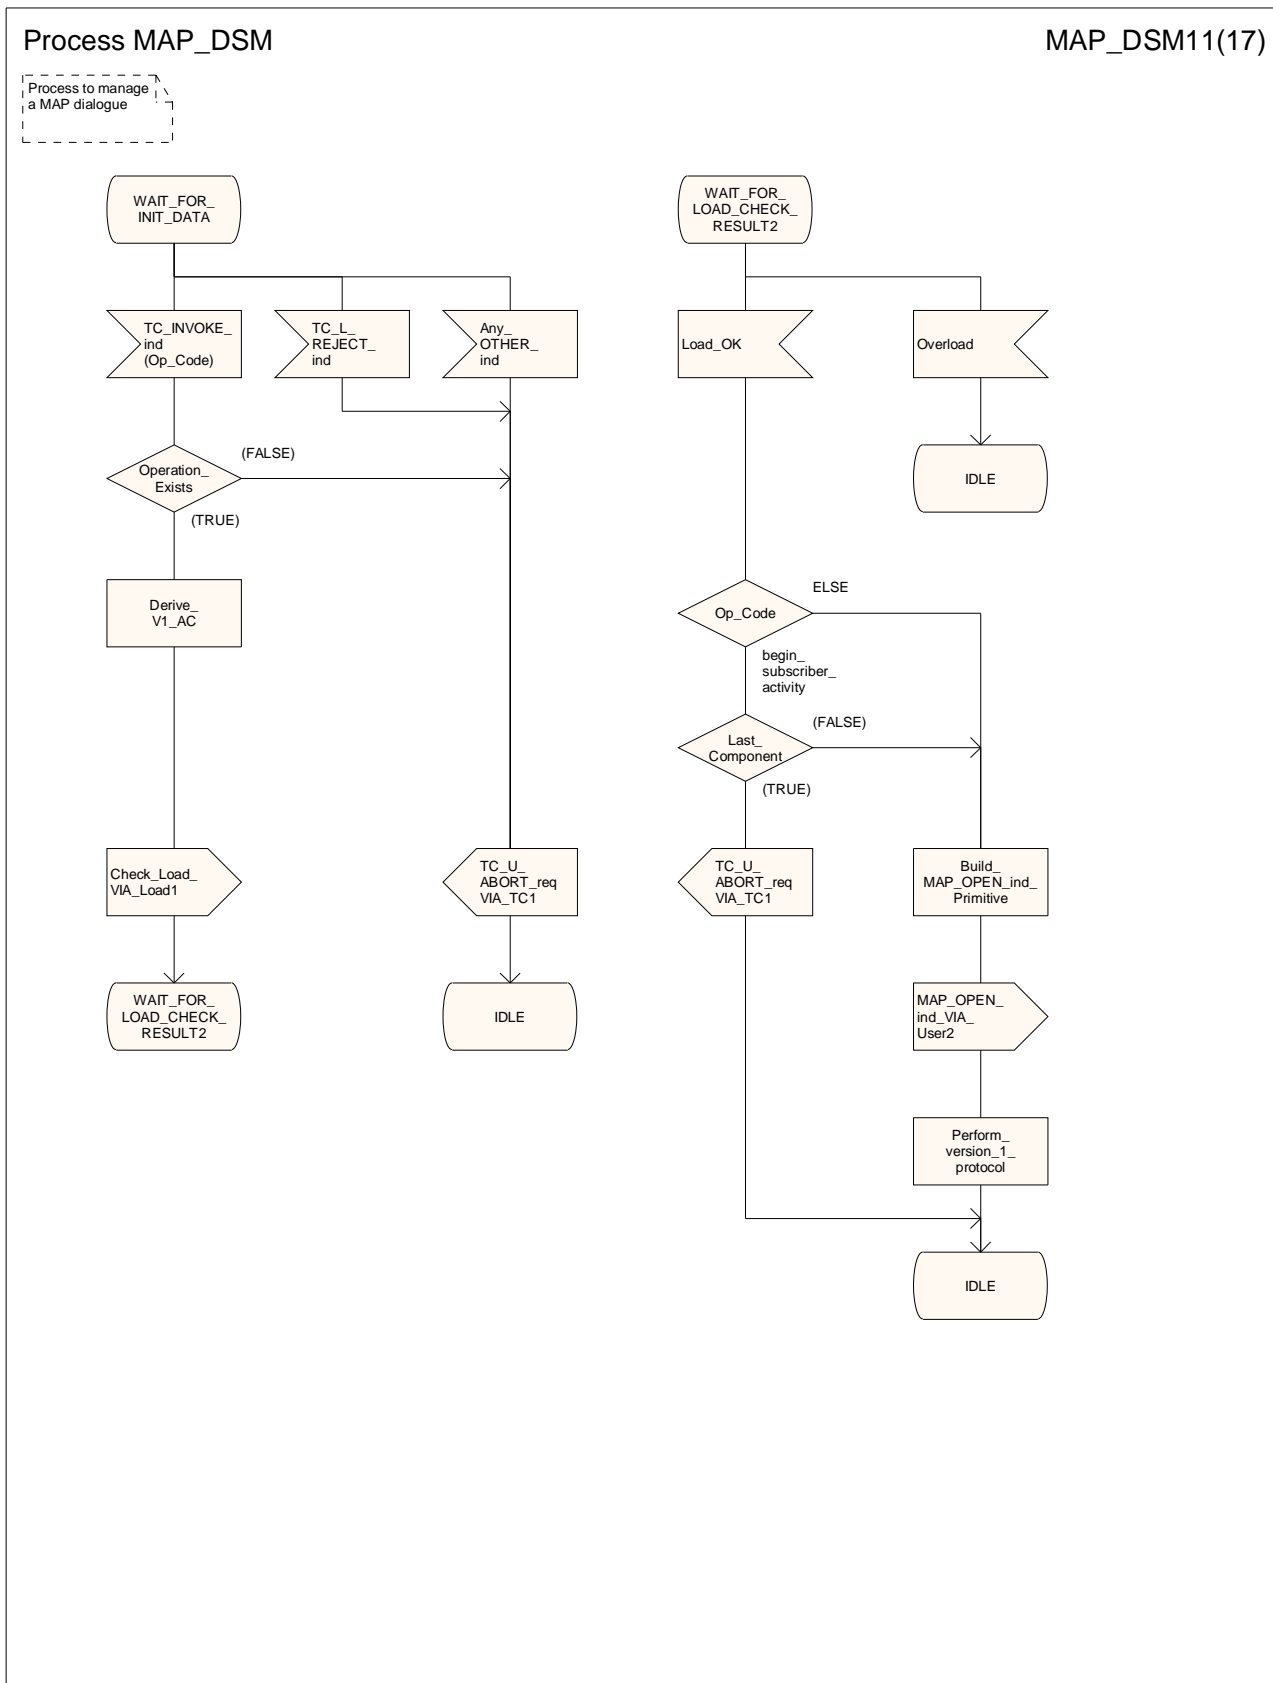 Process MAP_DSM
MAP_DSM11(17)
Process to manage
a MAP dialogue
WAIT_FOR_
INIT_DATA
TC_INVOKE_
ind
(Op_Code)
TC_L_
REJECT_
ind
Any_
OTHER_
ind
Operation_
Exists
(FALSE)
(TRUE)
Derive_
V1_AC
Check_Load_
VIA_Load1
WAIT_FOR_
LOAD_CHECK_
RESULT2
TC_U_
ABORT_req
VIA_TC1
IDLE
WAIT_FOR_
LOAD_CHECK_
RESULT2
Load_OK
Overload
IDLE
Op_Code
ELSE
begin_
subscriber_
activity
Last_
Component
(FALSE)
(TRUE)
TC_U_
ABORT_req
VIA_TC1
Build_
MAP_OPEN_ind_
Primitive
MAP_OPEN_
ind_VIA_
User2
Perform_
version_1_
protocol
IDLE